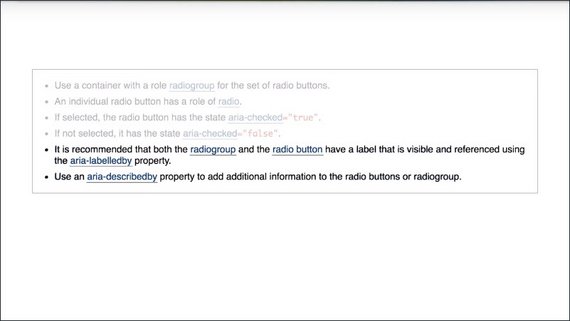 Use a container with a role radiogroup for the set of radio buttons.
An individual radio button has a role of radio.
If selected, the radio button has the state aria-checked="true".
If not selected, it has the state aria-checked="false".
It is recommended that both the radiogroup and the radio button have a label that is visible and referenced using
the aria-labelledby property.
Use an aria-describedby property to add additional information to the radio buttons or radiogroup.